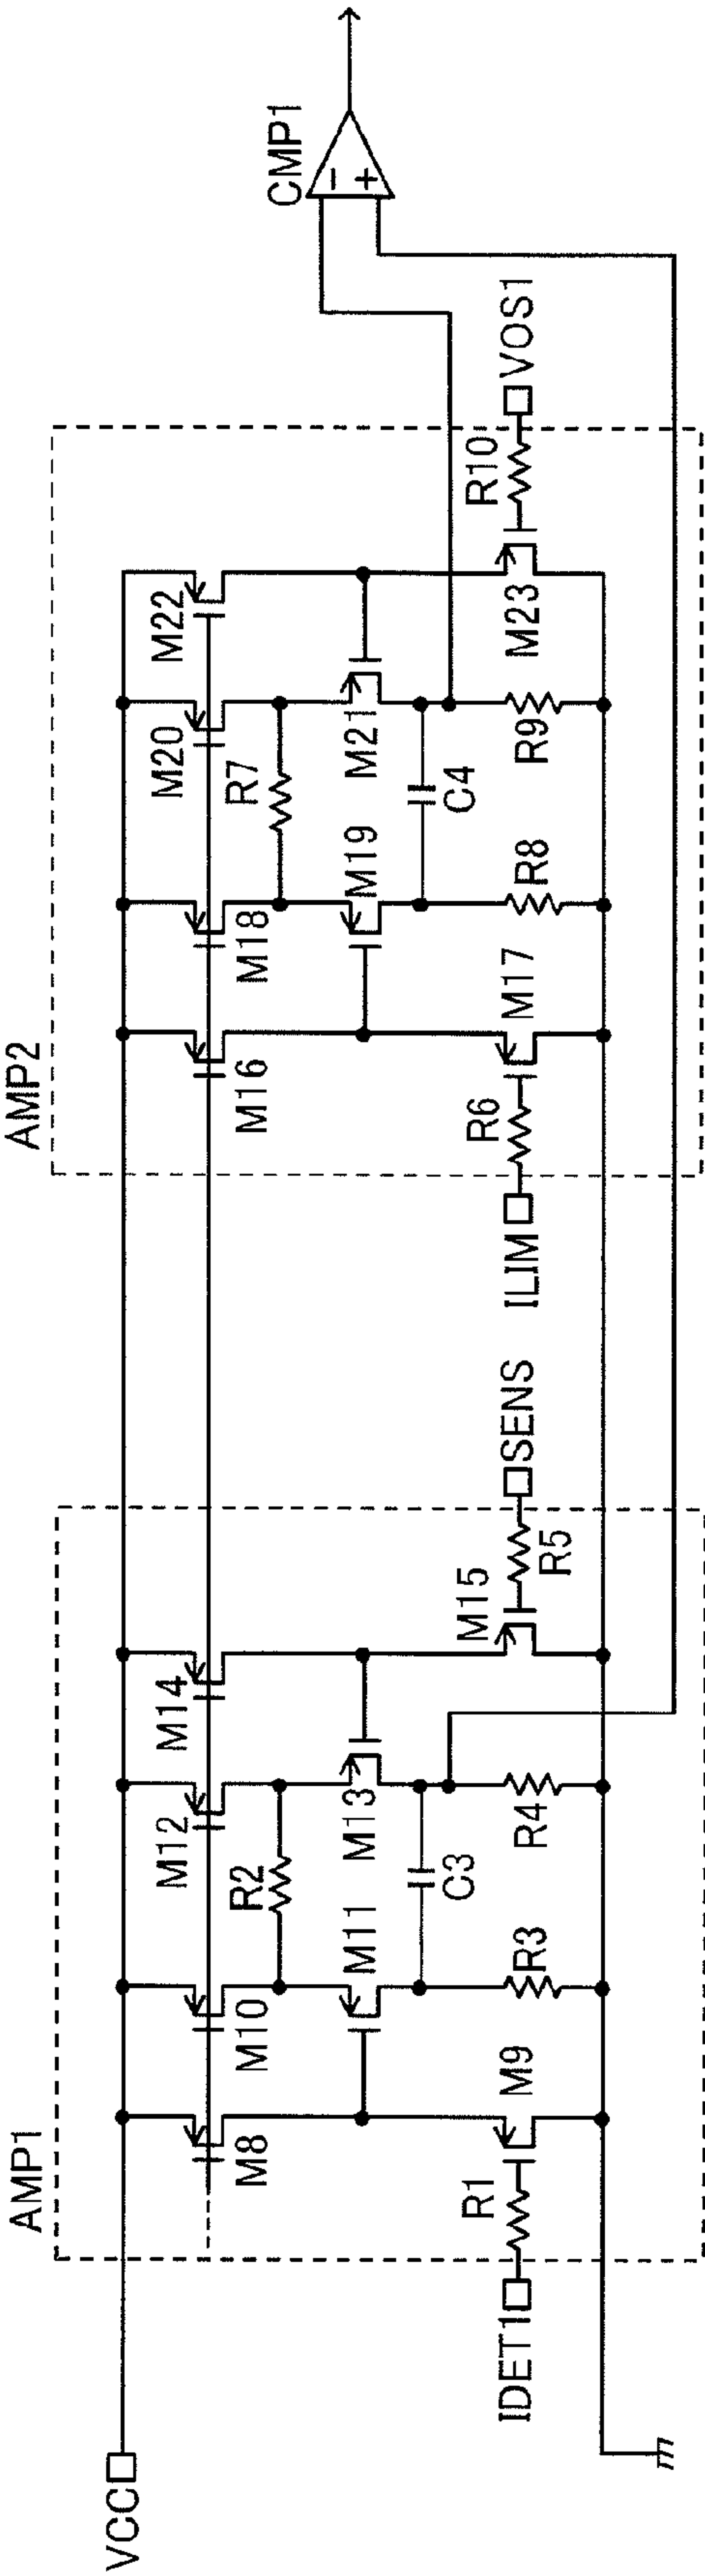 AMP1
AMP2
CMP1
−
+
VCC
M8
M10
M12
M14
M16
M18
M20
M22
R2
R7
M11
M13
M19
M21
C3
C4
IDET1
R1
M9
R3
R4
M15
R5
SENS
ILIM
R6
M17
R8
R9
M23
R10
VOS1